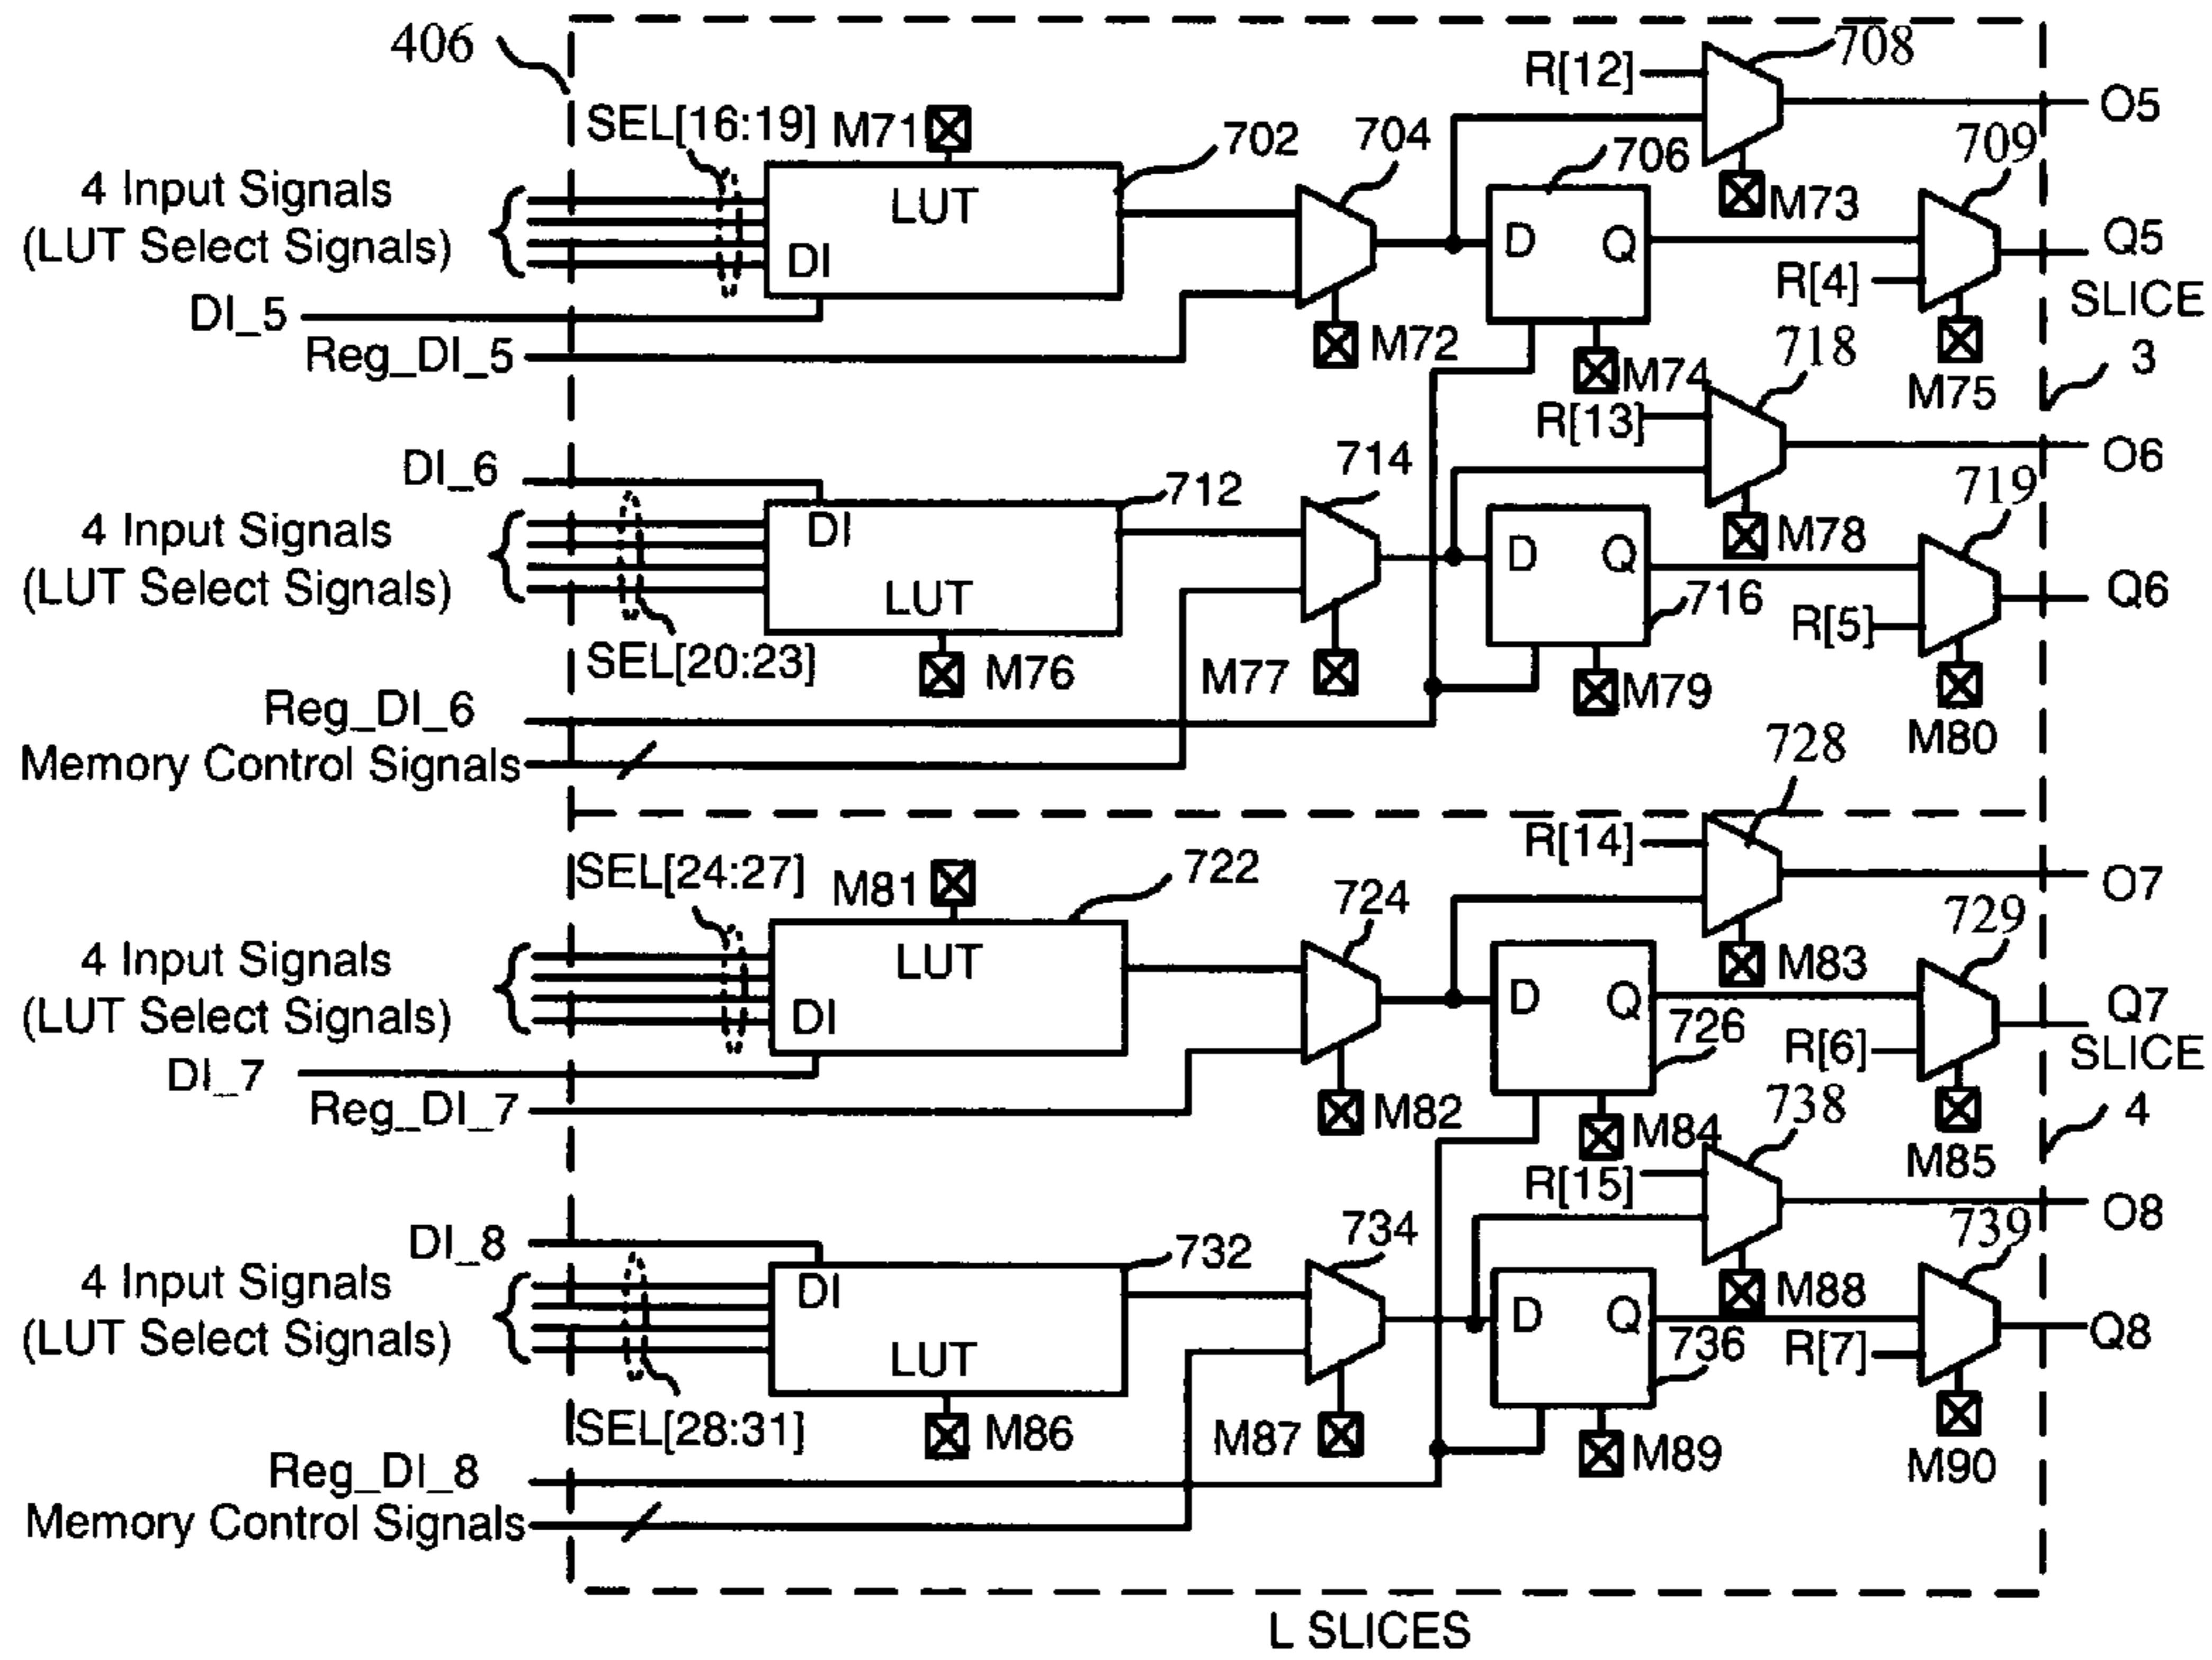 406
708
R[12]
O5
SEL[16:19]
M71
702
704
706
709
4 Input Signals
(LUT Select Signals)
LUT
DI
D
Q
M73
Q5
R[4]
SLICE
3
DI_5
Reg_DI_5
M72
M74
718
M75
R[13]
O6
DI_6
714
712
719
4 Input Signals
(LUT Select Signals)
DI
LUT
D
Q
M78
716
R[5]
Q6
SEL[20:23]
M76
M77
M79
M80
Reg_DI_6
Memory Control Signals
728
R[14]
O7
SEL[24:27]
M81
722
724
729
4 Input Signals
(LUT Select Signals)
LUT
DI
D
Q
M83
726
R[6]
Q7
SLICE
4
DI_7
Reg_DI_7
M82
M84
738
M85
R[15]
O8
DI_8
732
734
739
4 Input Signals
(LUT Select Signals)
DI
LUT
D
Q
M88
736
R[7]
Q8
SEL[28:31]
M86
M87
M89
M90
Reg_DI_8
Memory Control Signals
L SLICES